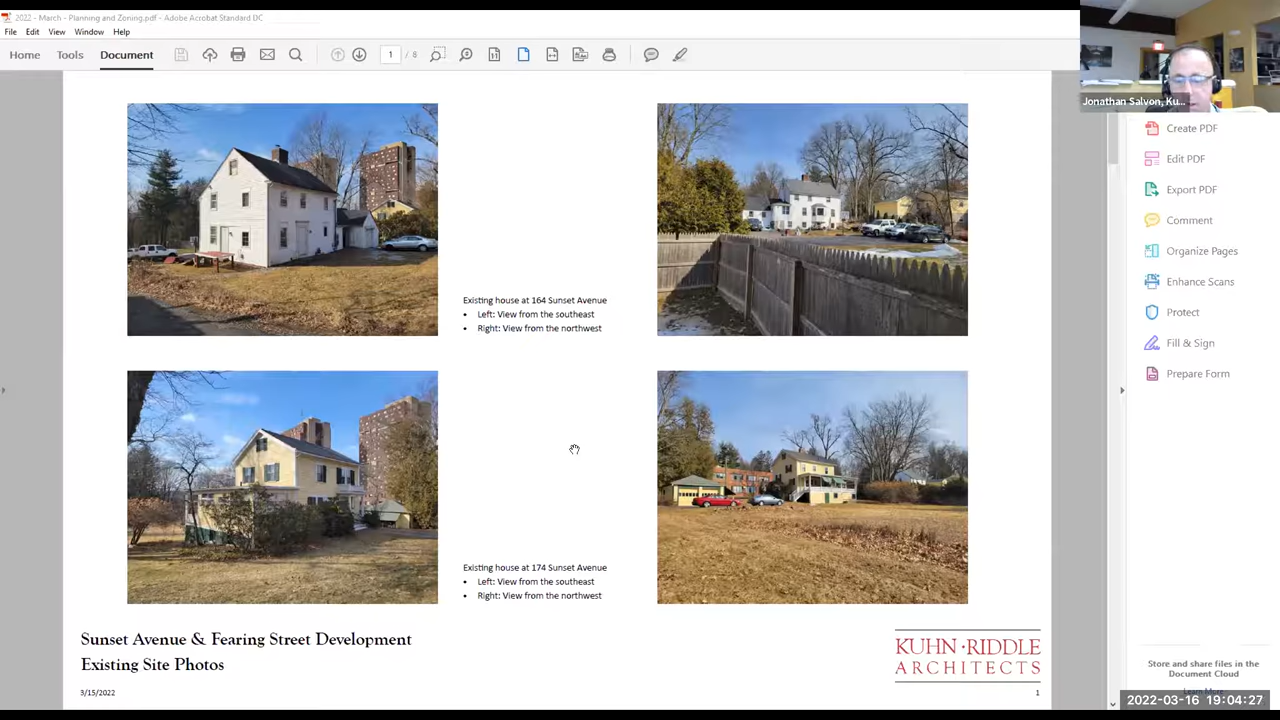 2022 - March - Planning and Zoning.pdf - Adobe Acrobat Standard DC
File Edit View Window Help
Home Tools Document 1 / 8
Jonathan Salvon, Ku...
Create PDF
Edit PDF
Export PDF
Comment
Organize Pages
Enhance Scans
Protect
Fill & Sign
Prepare Form
Existing house at 164 Sunset Avenue
• Left: View from the southeast
• Right: View from the northwest
Existing house at 174 Sunset Avenue
• Left: View from the southeast
• Right: View from the northwest
Sunset Avenue & Fearing Street Development
Existing Site Photos
3/15/2022
KUHN · RIDDLE
ARCHITECTS
1
Store and share files in the
Document Cloud
Learn More
2022-03-16 19:04:27